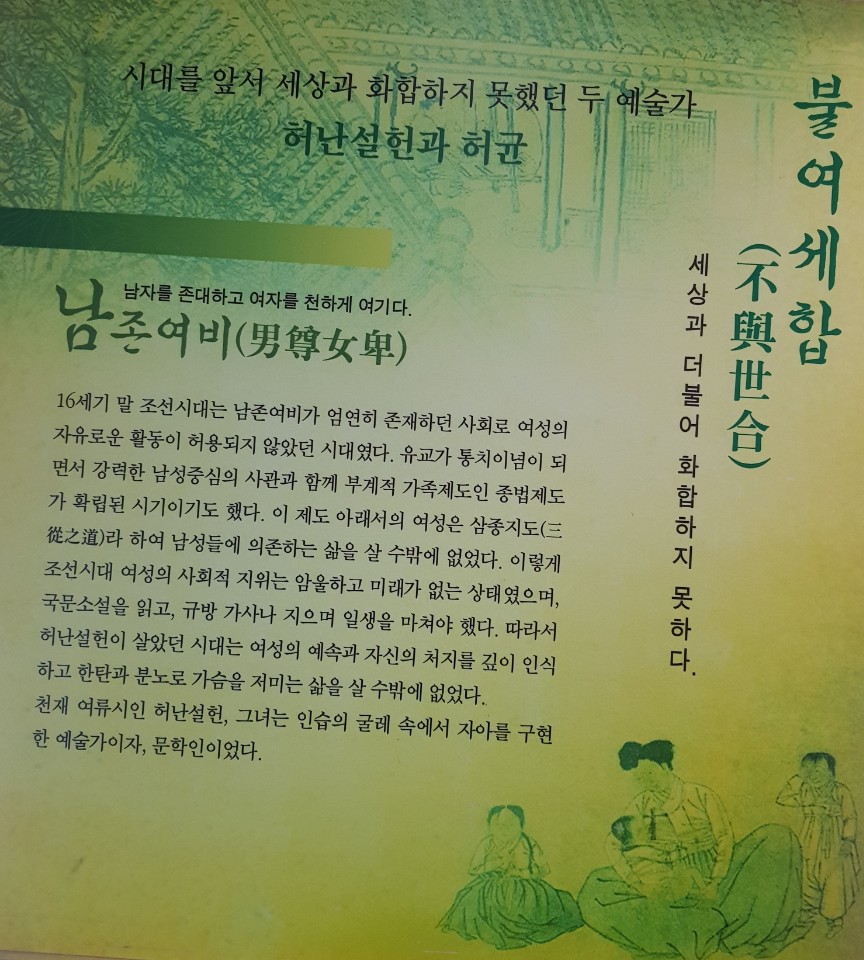 시대를 앞서 세상과 화합하지 못했던 두 예술가
허난설헌과 허균
불여세합
(不與世合)
세상과 더불어 화합하지 못하다.
남자를 존대하고 여자를 천하게 여기다.
남존여비(男尊女卑)
16세기 말 조선시대는 남존여비가 엄연히 존재하던 사회로 여성의
자유로운 활동이 허용되지 않았던 시대였다. 유교가 통치이념이 되
면서 강력한 남성중심의 사관과 함께 부계적 가족제도인 종법제도
가 확립된 시기이기도 했다. 이 제도 아래서의 여성은 삼종지도(三
從之道)라 하여 남성들에 의존하는 삶을 살 수밖에 없었다. 이렇게
조선시대 여성의 사회적 지위는 암울하고 미래가 없는 상태였으며,
국문소설을 읽고, 규방 가사나 지으며 일생을 마쳐야 했다. 따라서
허난설헌이 살았던 시대는 여성의 예속과 자신의 처지를 깊이 인식
하고 한탄과 분노로 가슴을 저미는 삶을 살 수밖에 없었다.
천재 여류시인 허난설헌, 그녀는 인습의 굴레 속에서 자아를 구현
한 예술가이자, 문학인이었다.